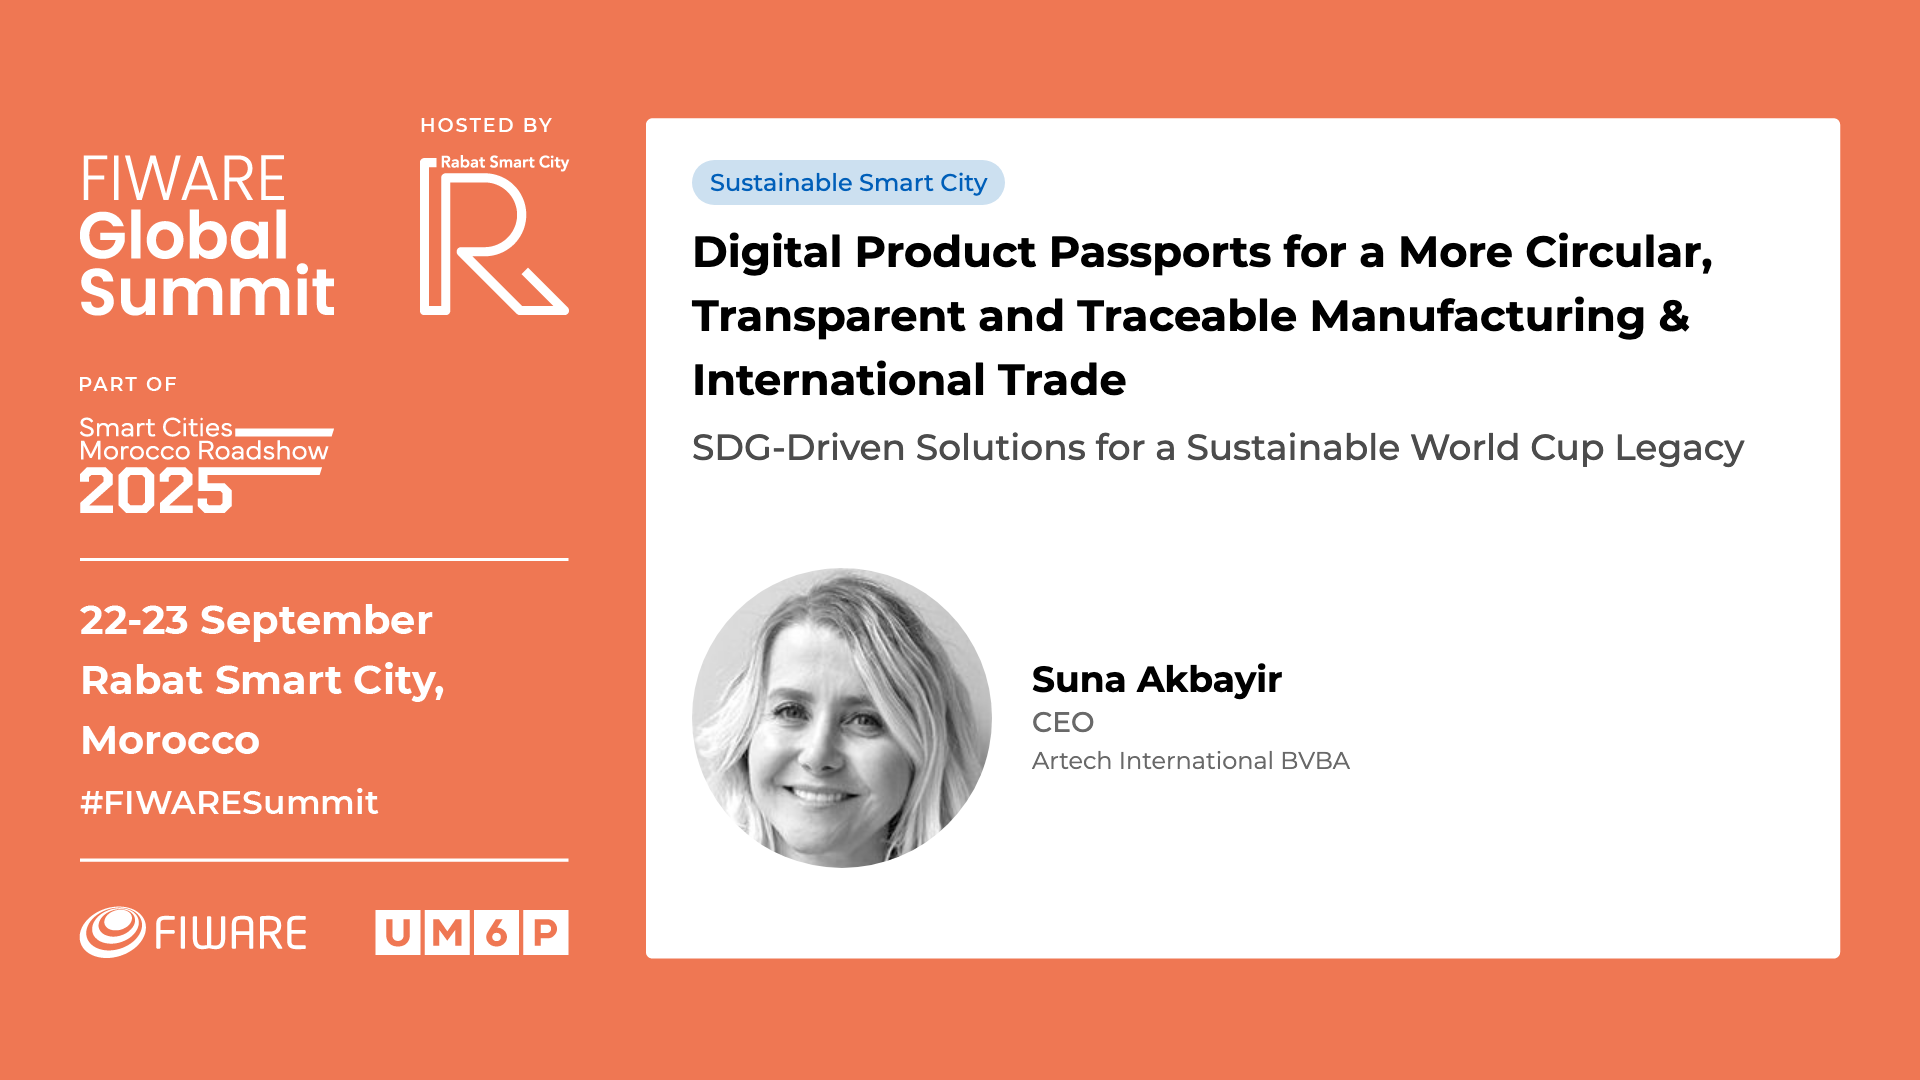 HOSTED BY
FIWARE
Global
Summit
Rabat Smart City
R
PART OF
Smart Cities
Morocco Roadshow
2025
22-23 September
Rabat Smart City,
Morocco
#FIWARESummit
FIWARE
UM6P
Sustainable Smart City
Digital Product Passports for a More Circular,
Transparent and Traceable Manufacturing &
International Trade
SDG-Driven Solutions for a Sustainable World Cup Legacy
Suna Akbayir
CEO
Artech International BVBA